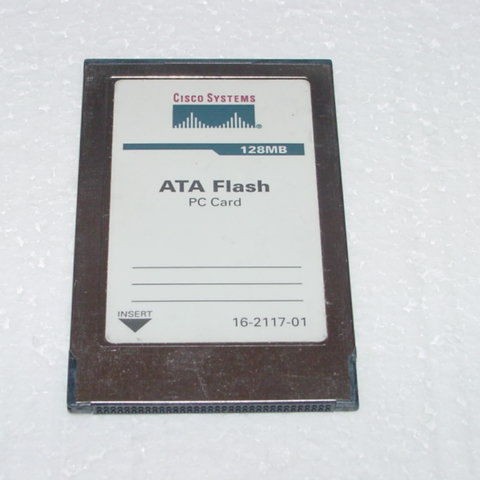 CISCO SYSTEMS
128MB
ATA Flash
PC Card
INSERT
16-2117-01